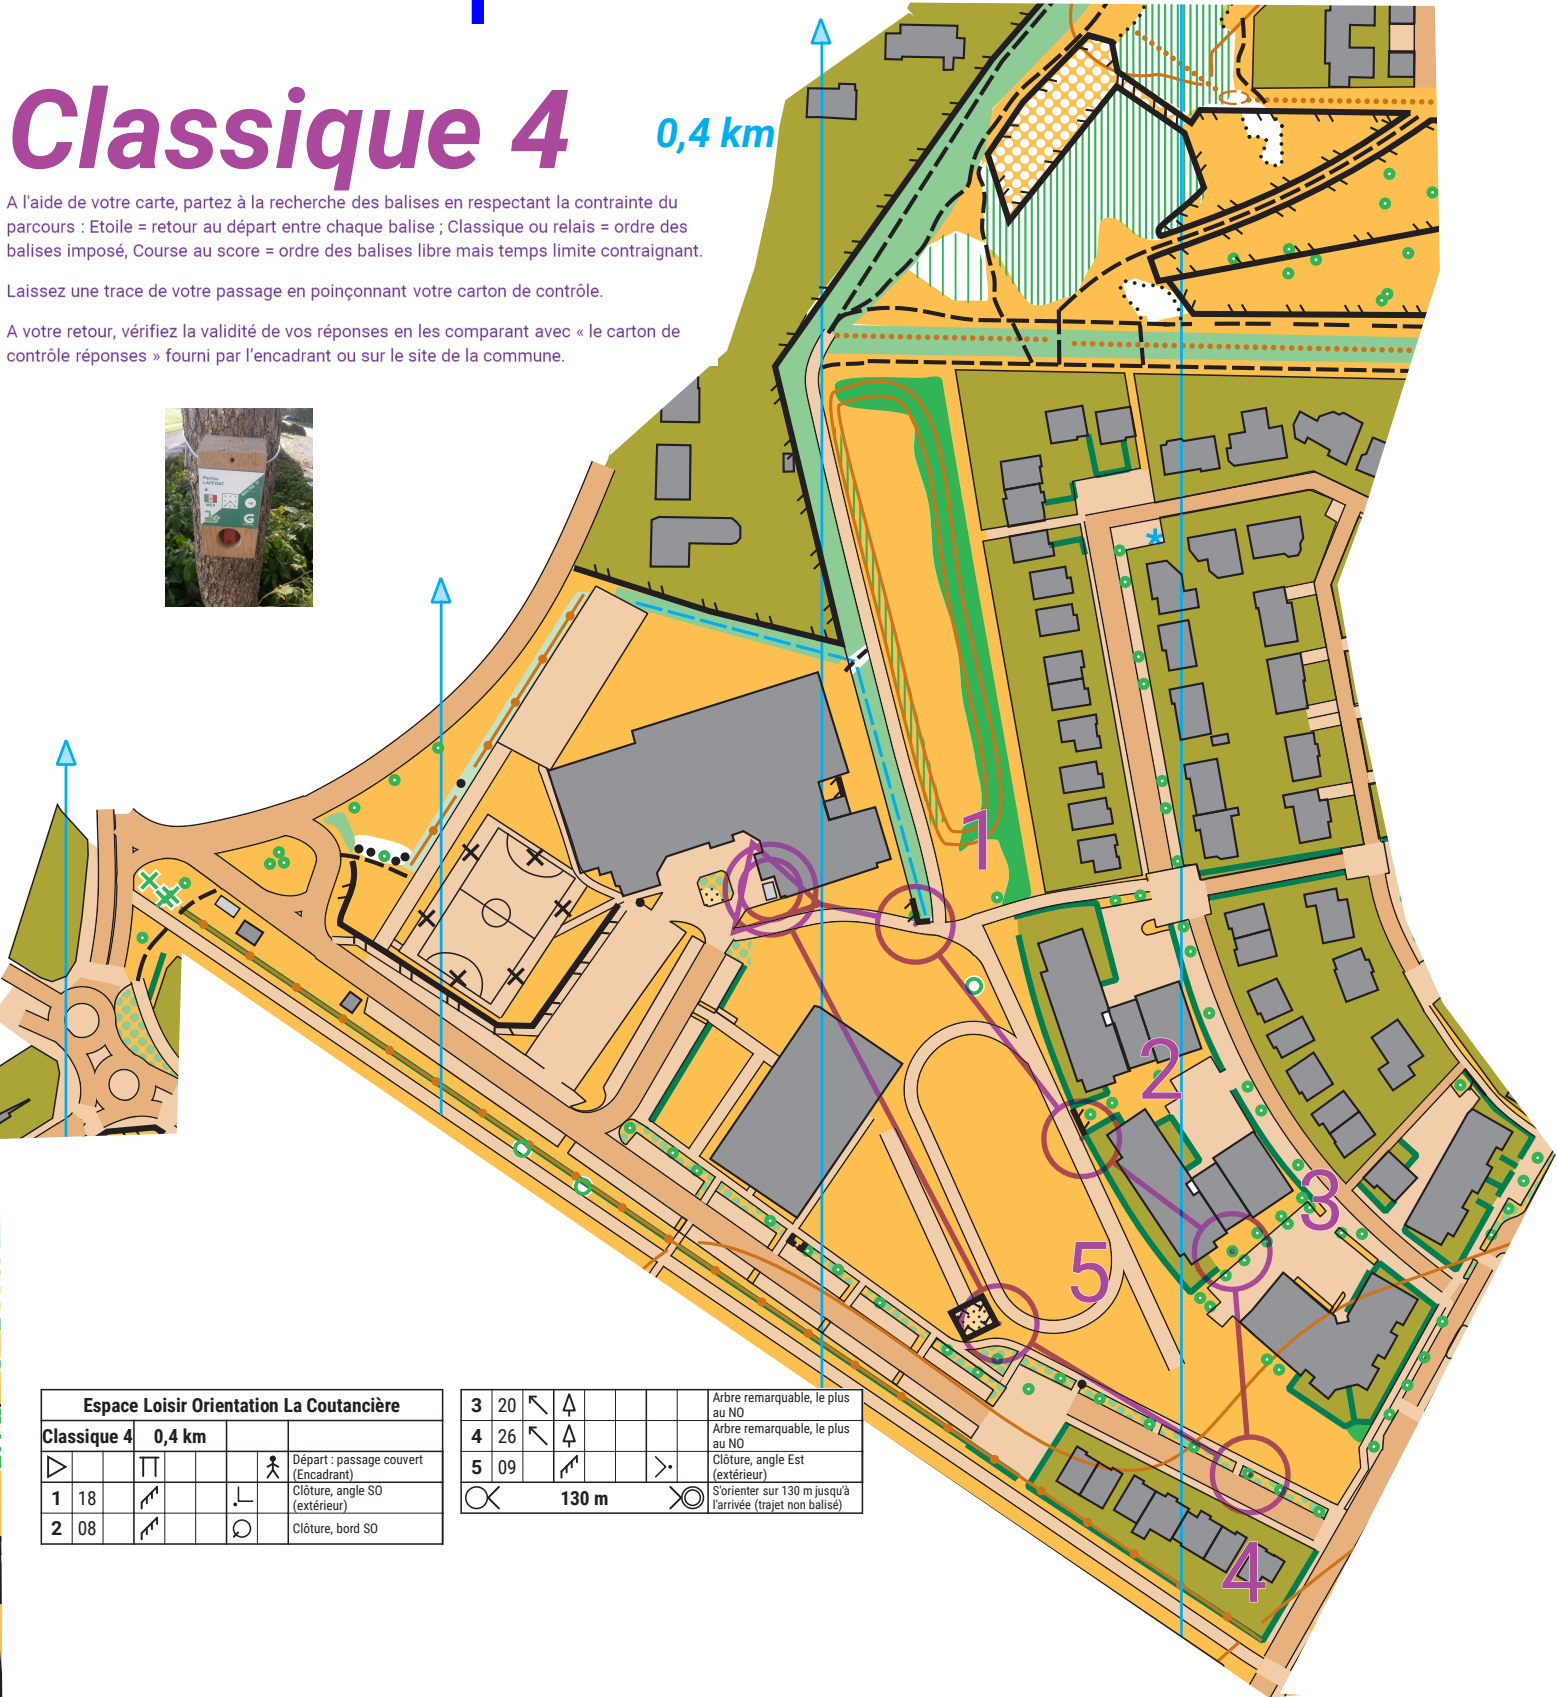 Classique 4
0,4 km
A l'aide de votre carte, partez à la recherche des balises en respectant la contrainte du
parcours : Etoile = retour au départ entre chaque balise ; Classique ou relais = ordre des
balises imposé, Course au score = ordre des balises libre mais temps limite contraignant.
Laissez une trace de votre passage en poinçonnant votre carton de contrôle.
A votre retour, vérifiez la validité de vos réponses en les comparant avec « le carton de
contrôle réponses » fourni par l'encadrant ou sur le site de la commune.
1
2
3
5
4
Espace Loisir Orientation La Coutancière
Classique 4 0,4 km
Départ : passage couvert
(Encadrant)
1 18 Clôture, angle SO
(extérieur)
2 08 Clôture, bord SO
3 20 Arbre remarquable, le plus
au NO
4 26 Arbre remarquable, le plus
au NO
5 09 Clôture, angle Est
(extérieur)
130 m S'orienter sur 130 m jusqu'à
l'arrivée (trajet non balisé)